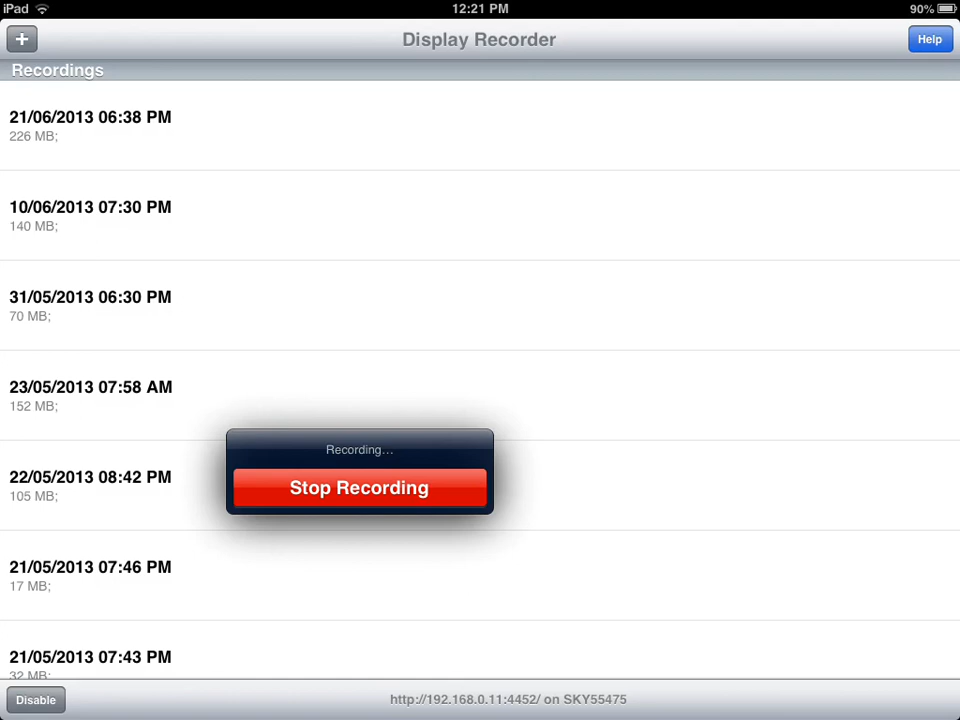 iPad 12:21 PM 90%
+ Display Recorder Help
Recordings
21/06/2013 06:38 PM
226 MB;
10/06/2013 07:30 PM
140 MB;
31/05/2013 06:30 PM
70 MB;
23/05/2013 07:58 AM
152 MB;
Recording...
22/05/2013 08:42 PM
Stop Recording
105 MB;
21/05/2013 07:46 PM
17 MB;
21/05/2013 07:43 PM
32 MB;
Disable http://192.168.0.11:4452/ on SKY55475